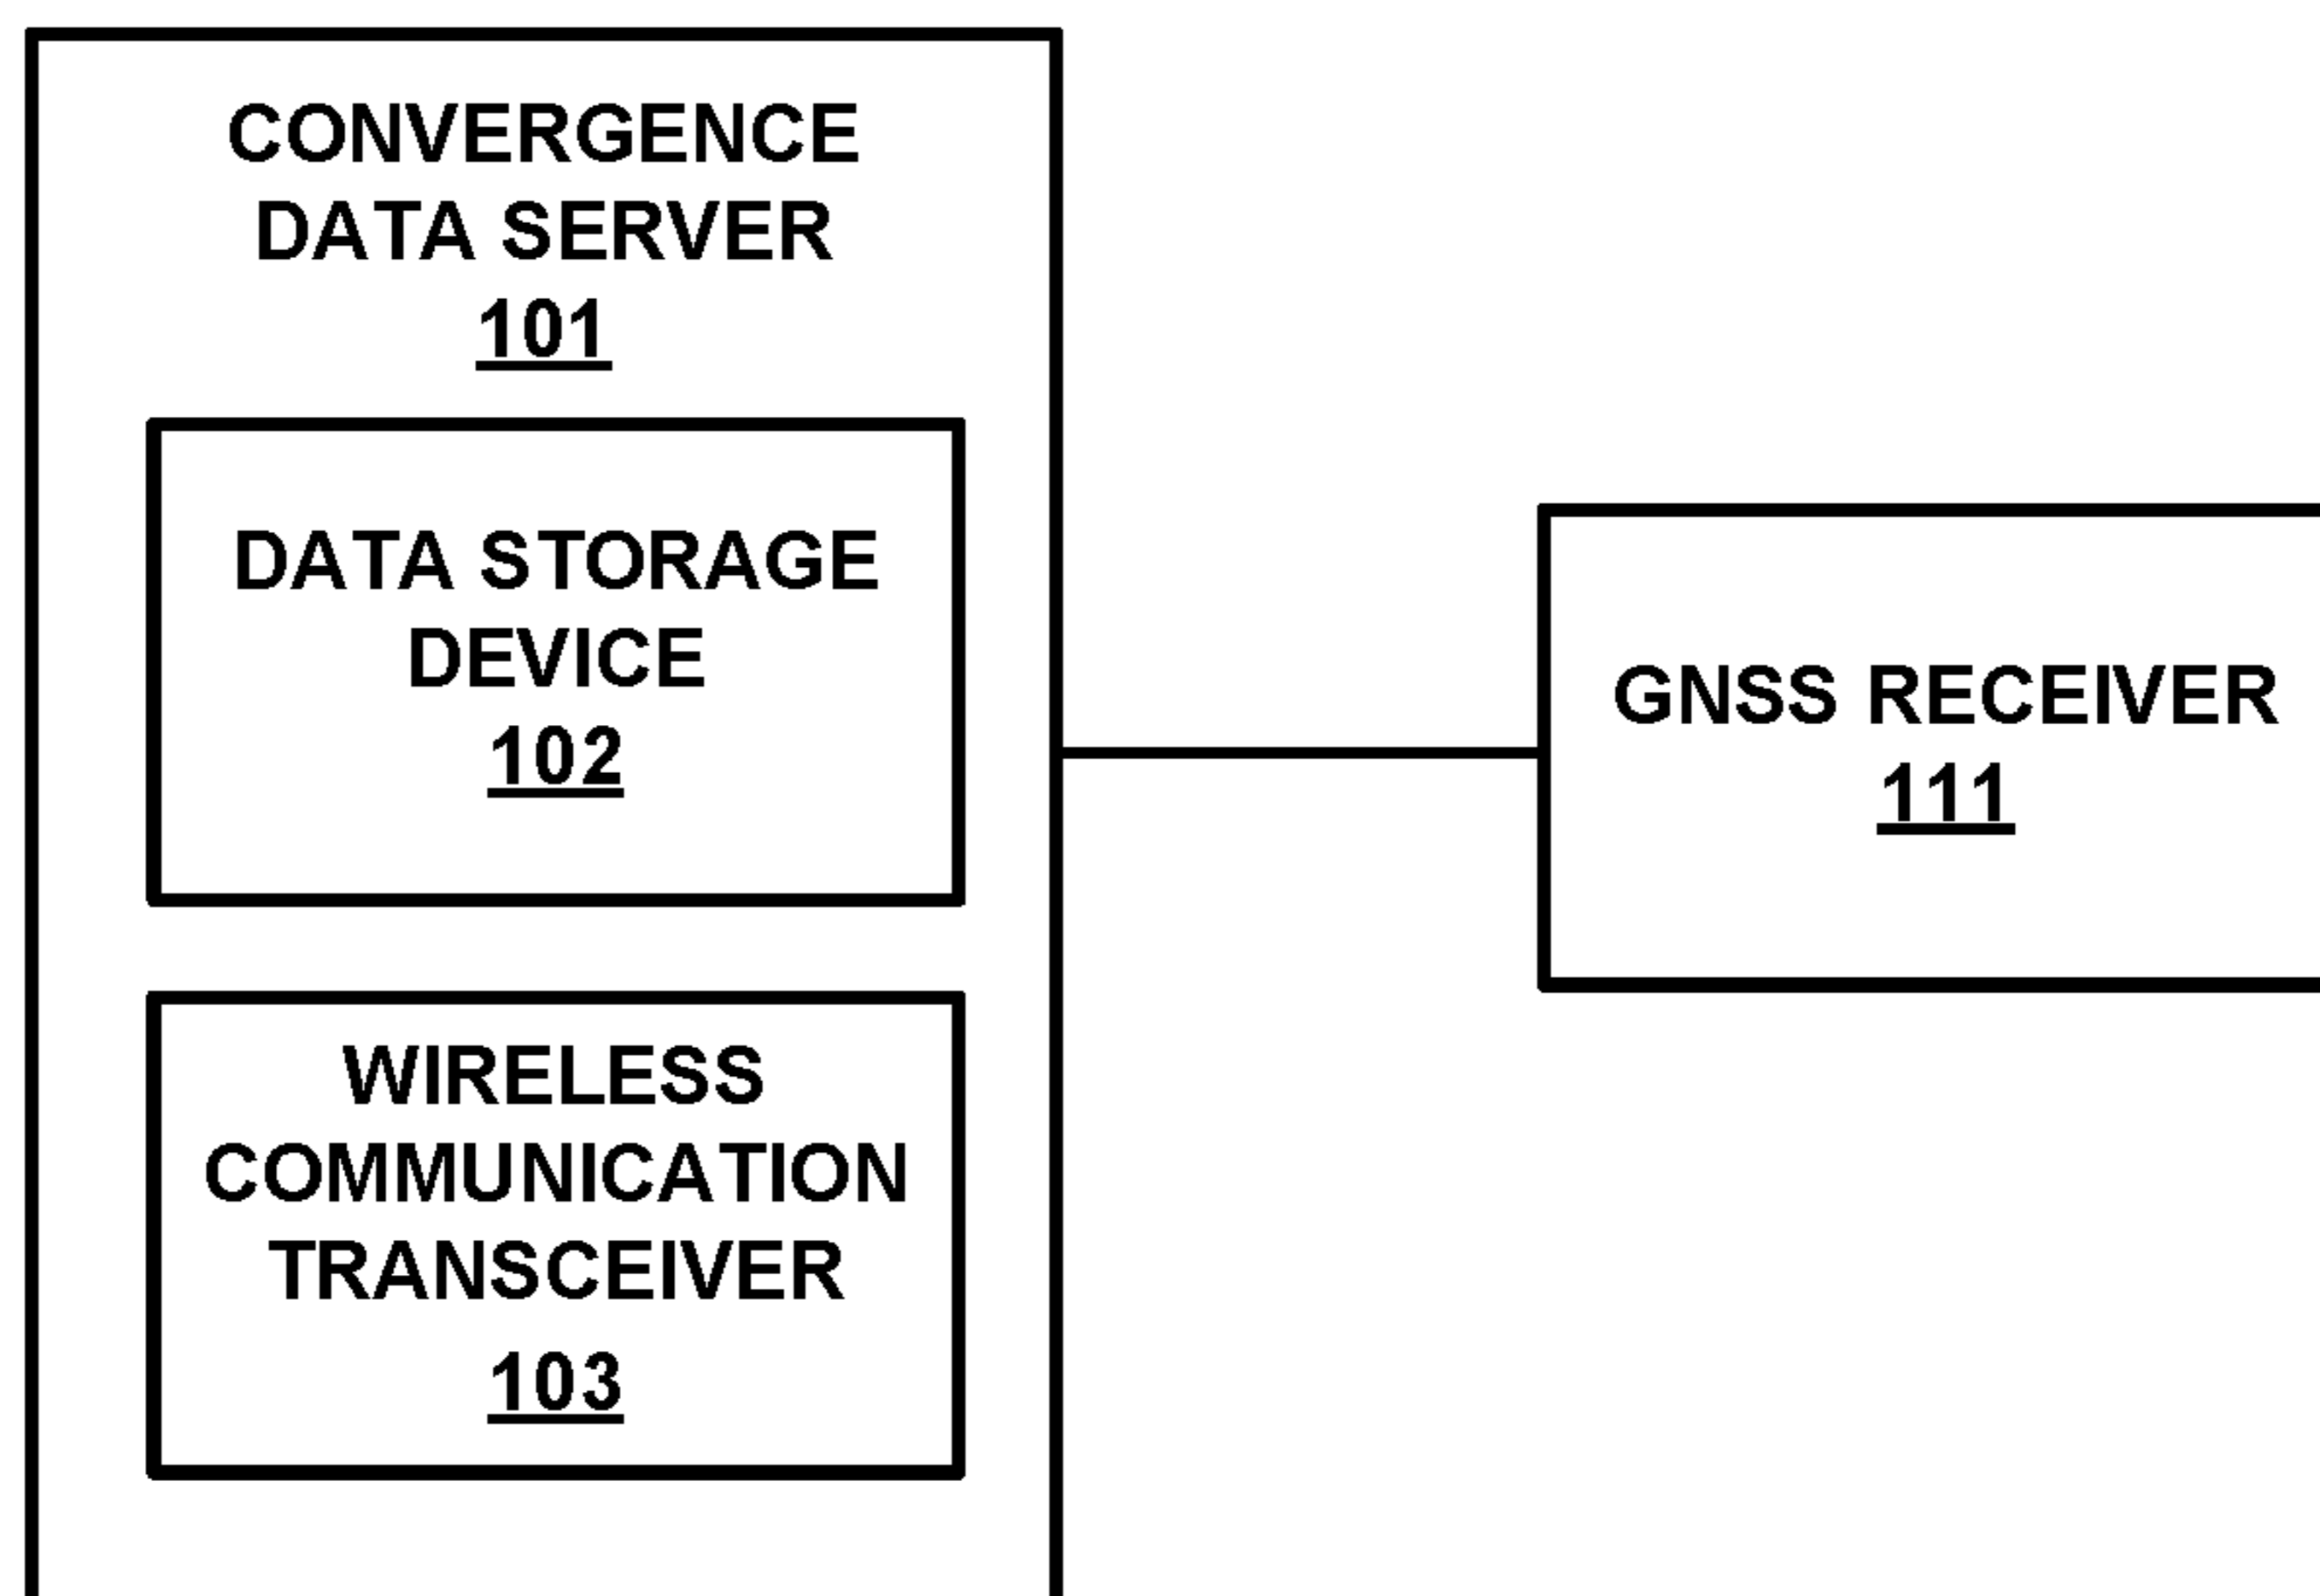 CONVERGENCE
DATA SERVER
101
DATA STORAGE
DEVICE
102
WIRELESS
COMMUNICATION
TRANSCEIVER
103
GNSS RECEIVER
111